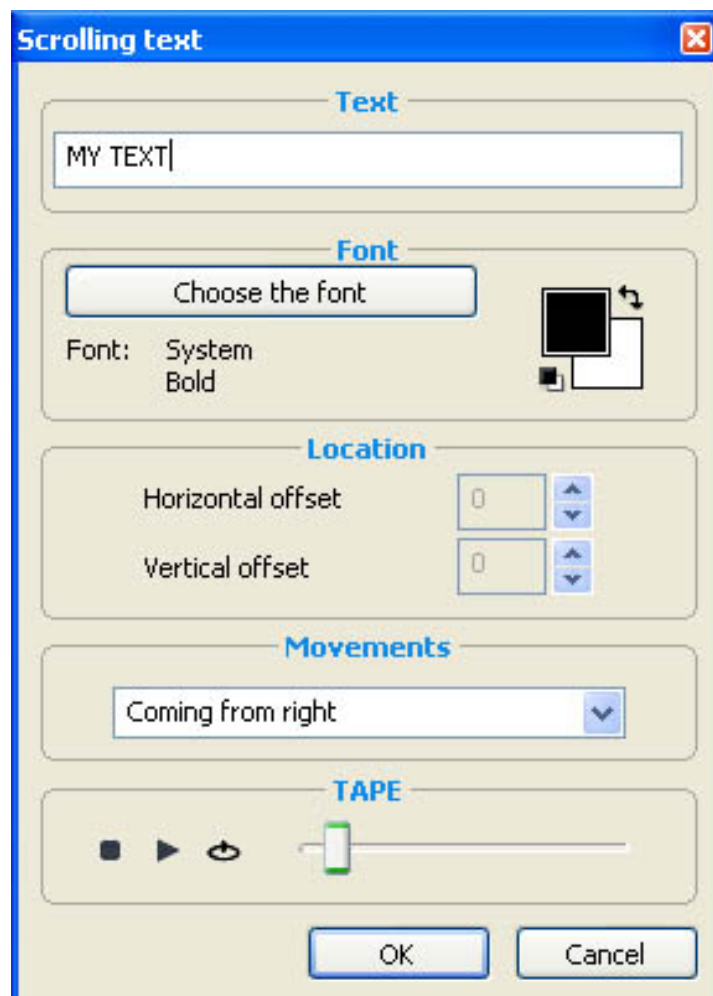 Scrolling text
Text
MY TEXT
Font
Choose the font
Font: System
Bold
Location
Horizontal offset 0
Vertical offset 0
Movements
Coming from right
TAPE
OK Cancel